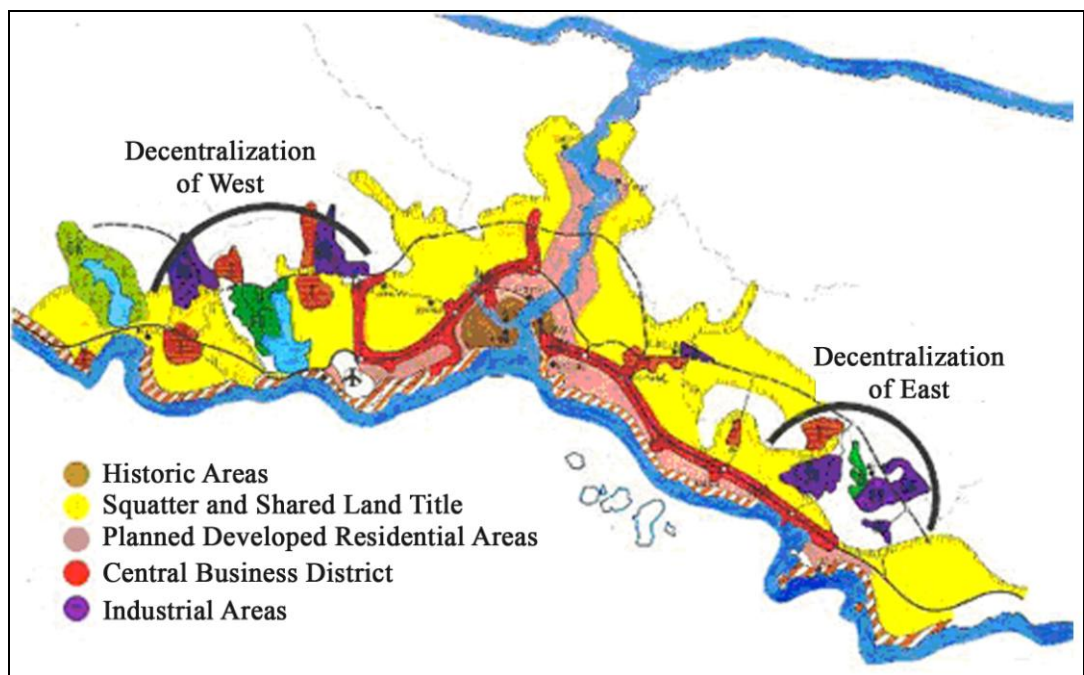 Decentralization
of West
Decentralization
of East
Historic Areas
Squatter and Shared Land Title
Planned Developed Residential Areas
Central Business District
Industrial Areas